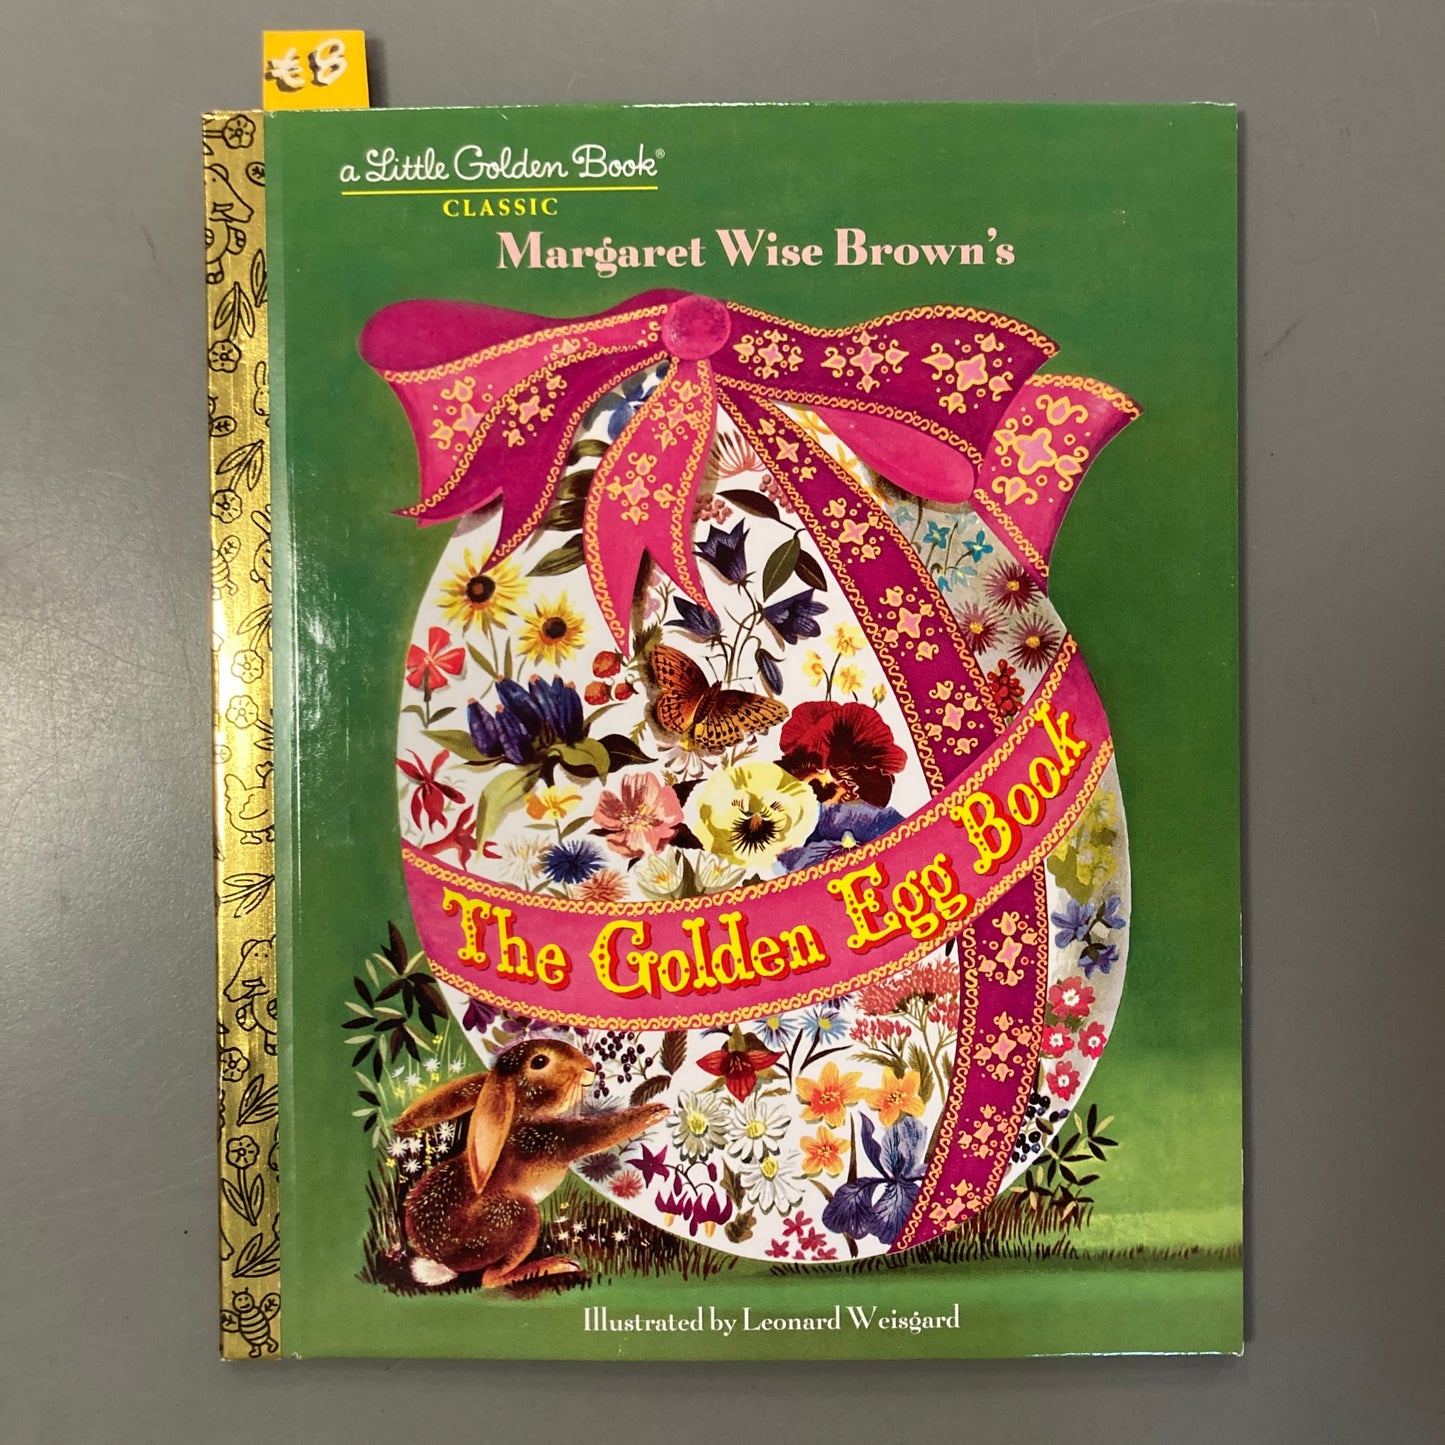 €8
a Little Golden Book®
CLASSIC
Margaret Wise Brown's
The Golden Egg Book
Illustrated by Leonard Weisgard